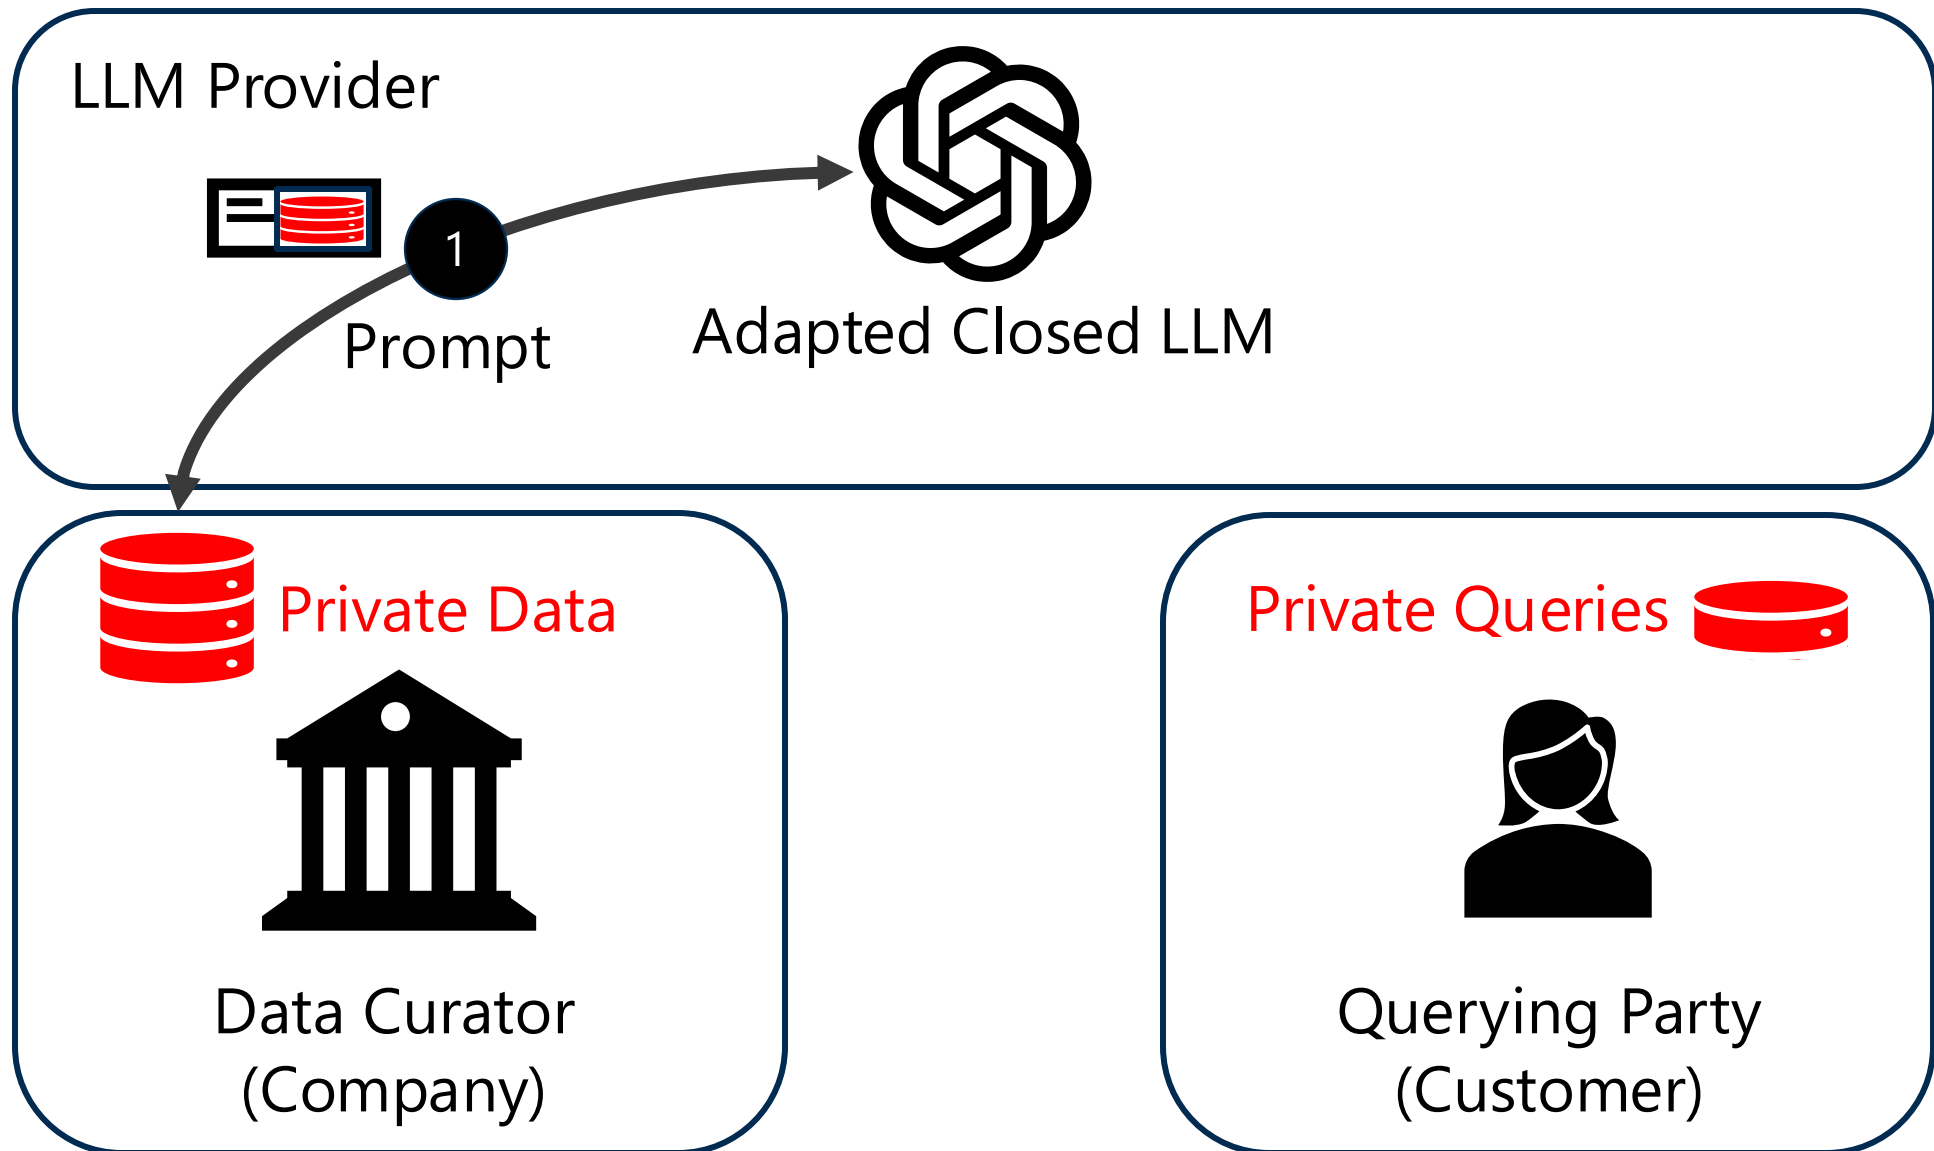 LLM Provider
1
Prompt
Adapted Closed LLM
Private Data
Data Curator
(Company)
Private Queries
Querying Party
(Customer)